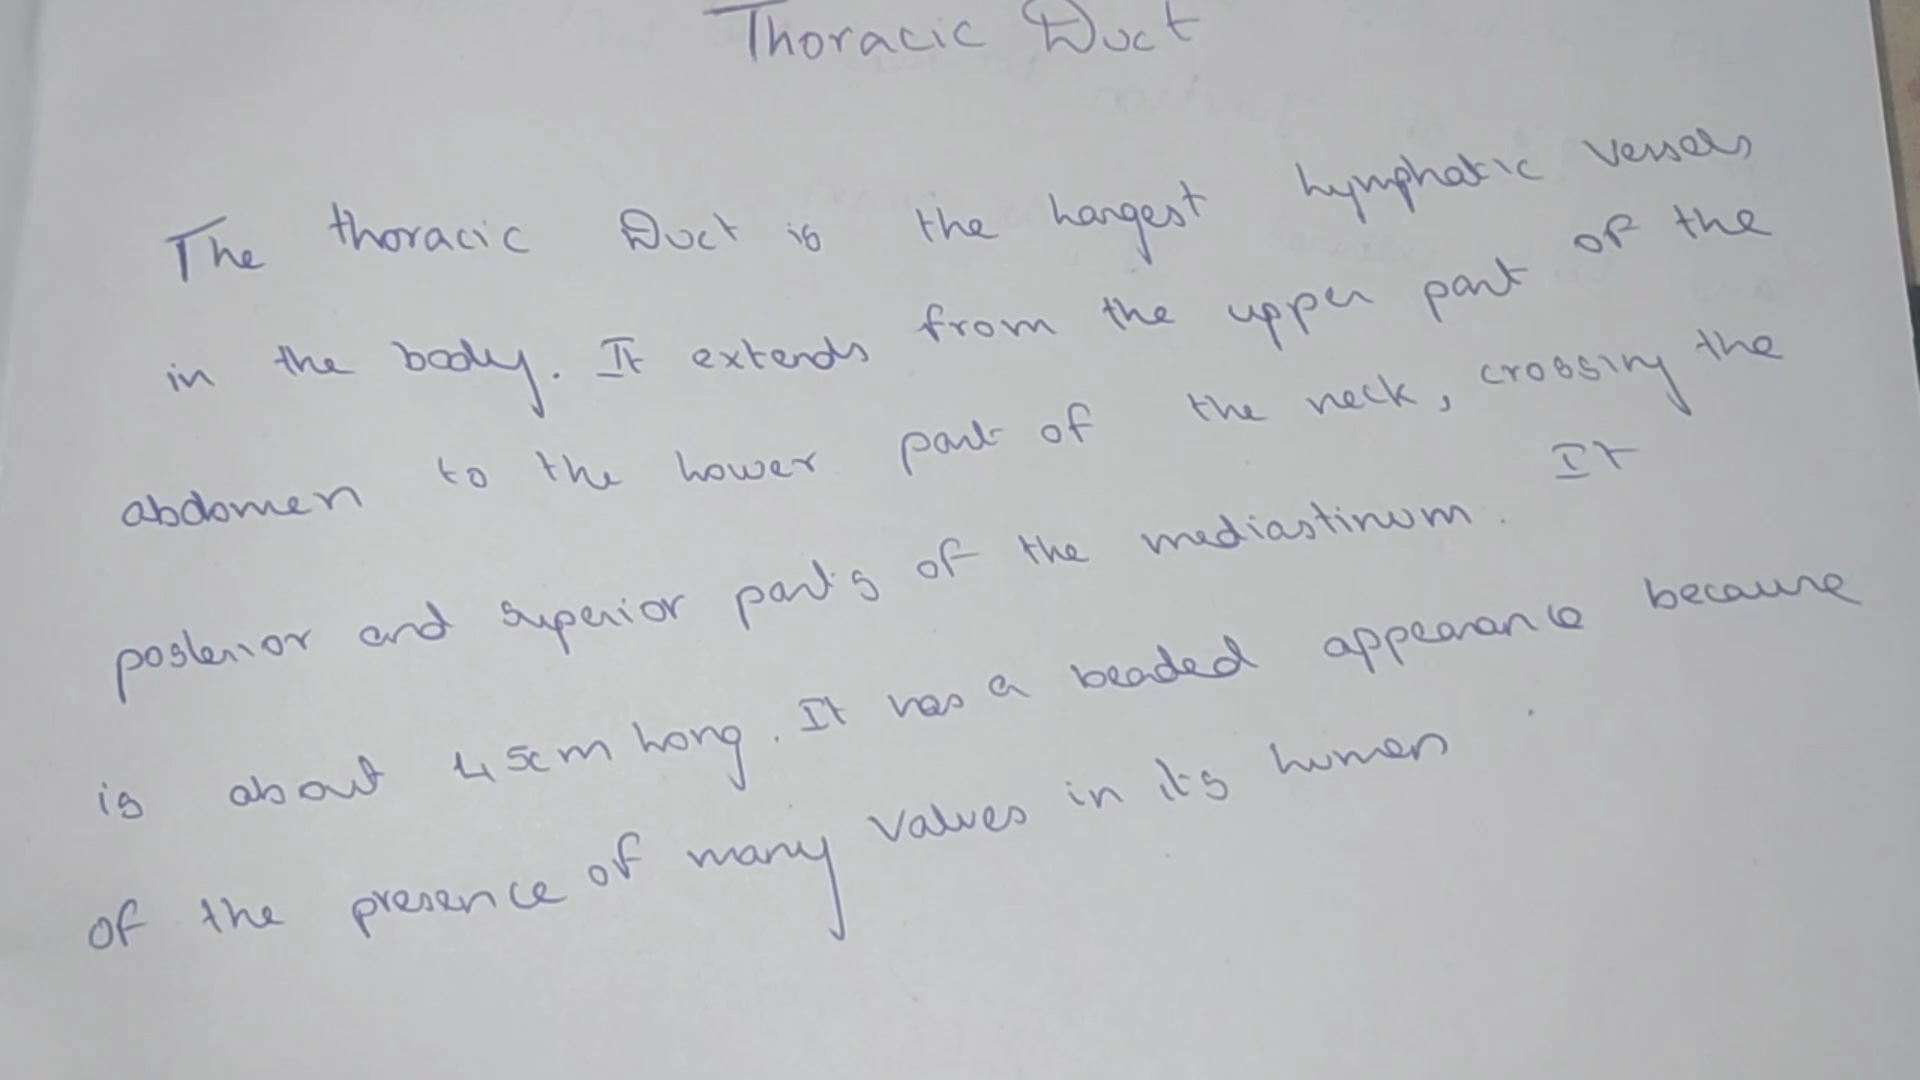 Thoracic Duct
The thoracic Duct is the largest lymphatic vessels
in the body. It extends from the upper part of the
abdomen to the lower part of the neck, crossing the
posterior and superior parts of the mediastinum. It
is about 45cm long. It has a beaded appearance because
of the presence of many valves in its lumen